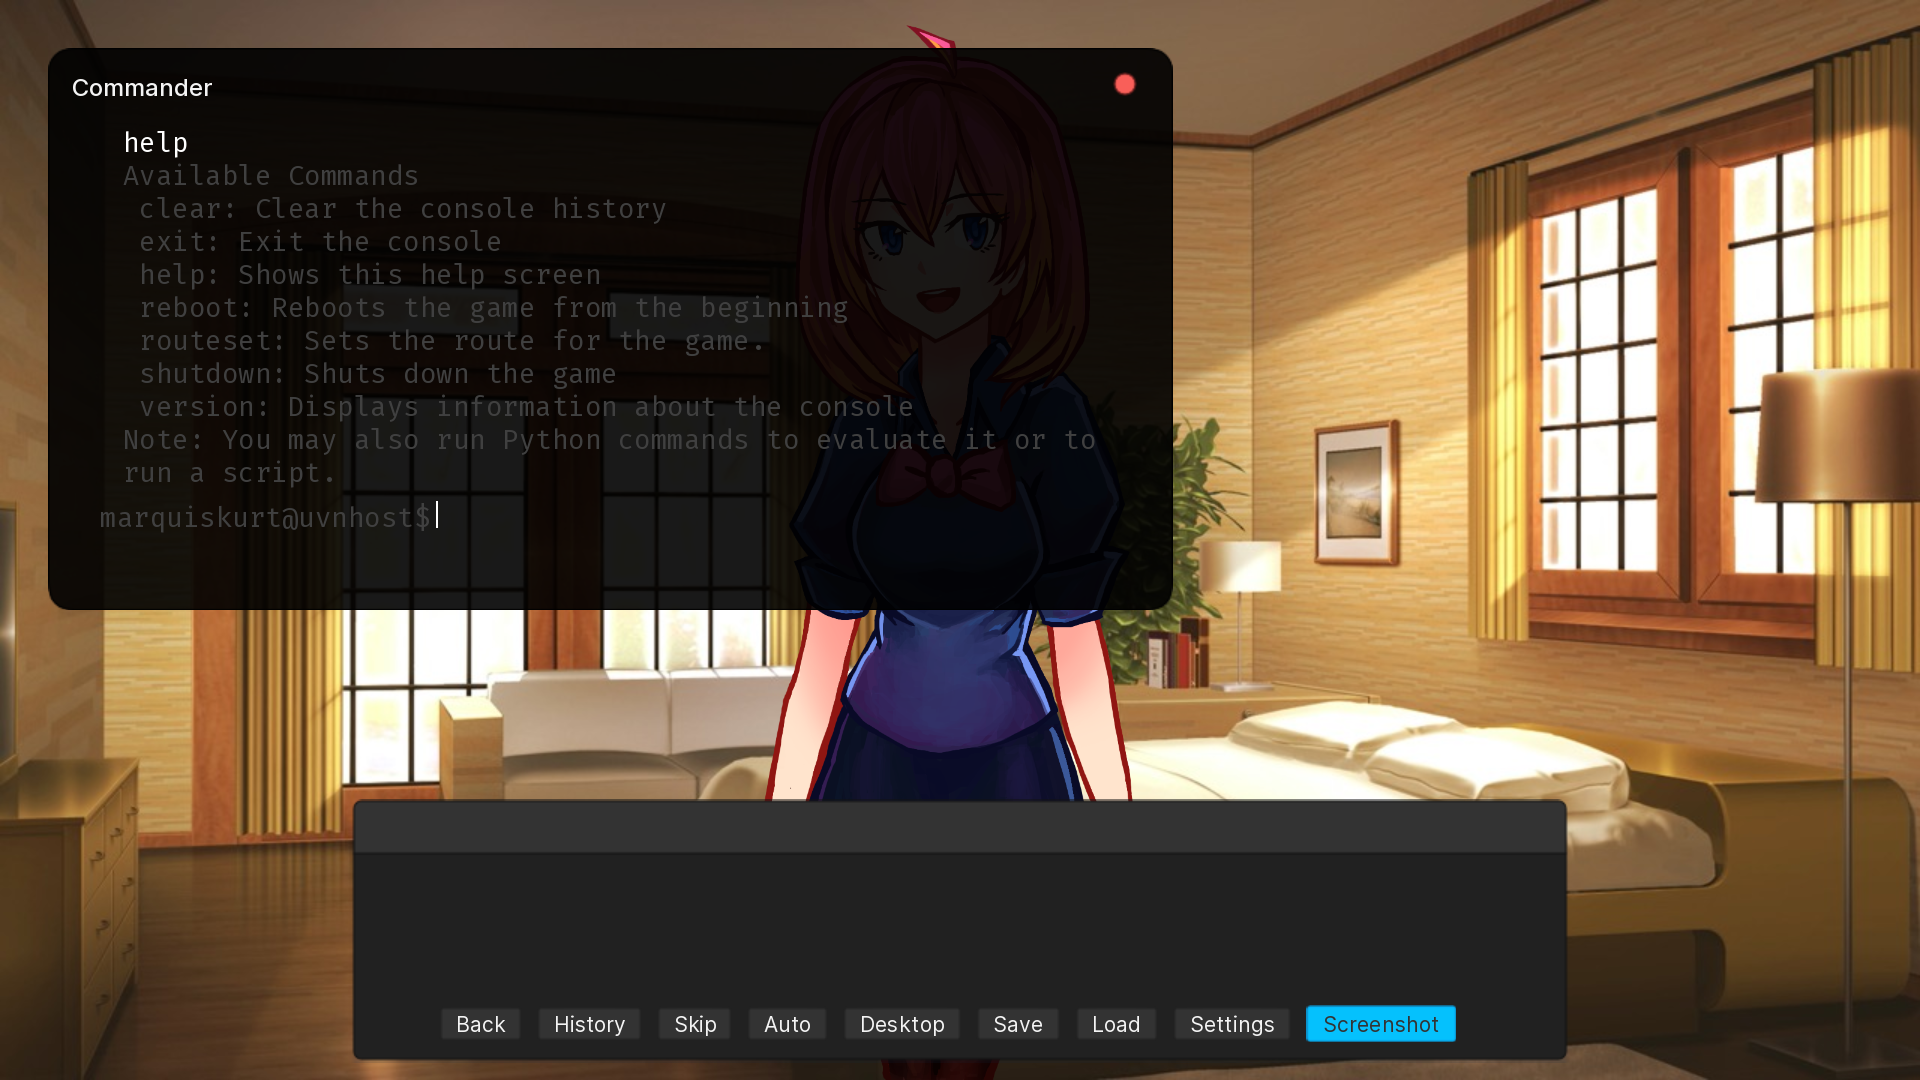 Commander
help
Available Commands
clear: Clear the console history
exit: Exit the console
help: Shows this help screen
reboot: Reboots the game from the beginning
routeset: Sets the route for the game.
shutdown: Shuts down the game
version: Displays information about the console
Note: You may also run Python commands to evaluate it or to
run a script.
marquiskurt@uvnhost$
Back History Skip Auto Desktop Save Load Settings Screenshot